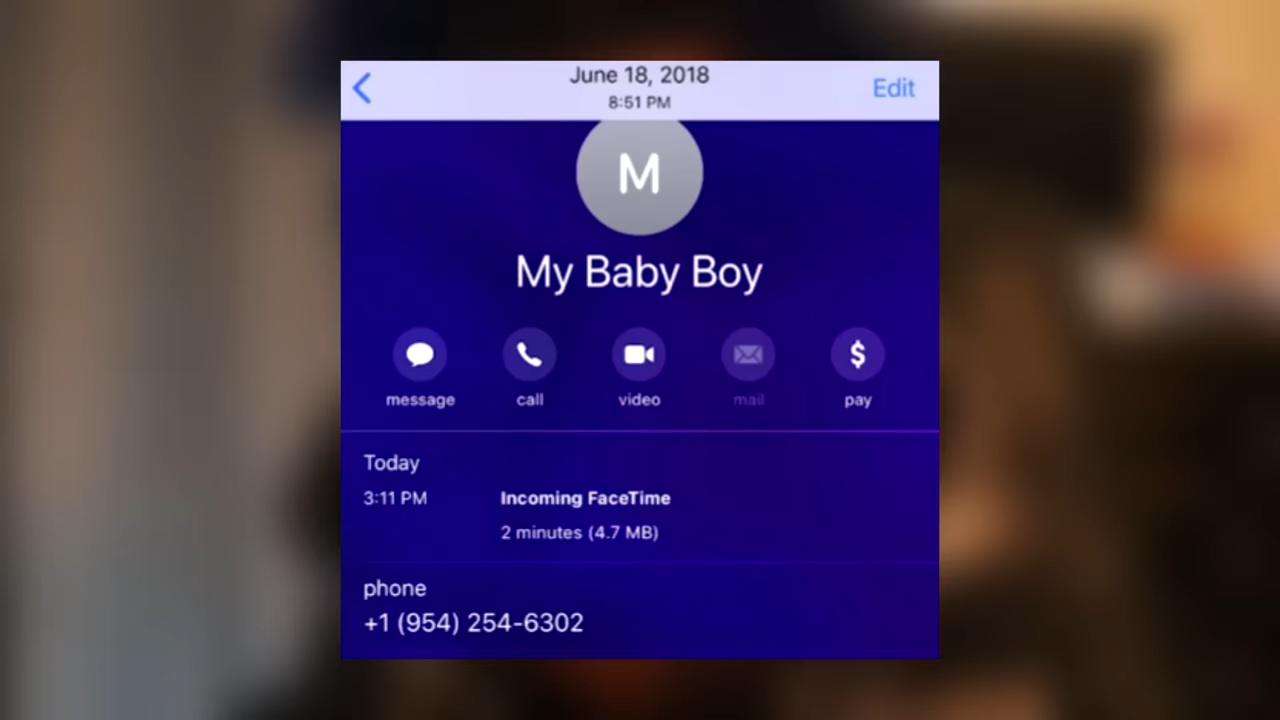 June 18, 2018
Edit
8:51 PM
M
My Baby Boy
message call video mail pay
Today
3:11 PM Incoming FaceTime
2 minutes (4.7 MB)
phone
+1 (954) 254-6302